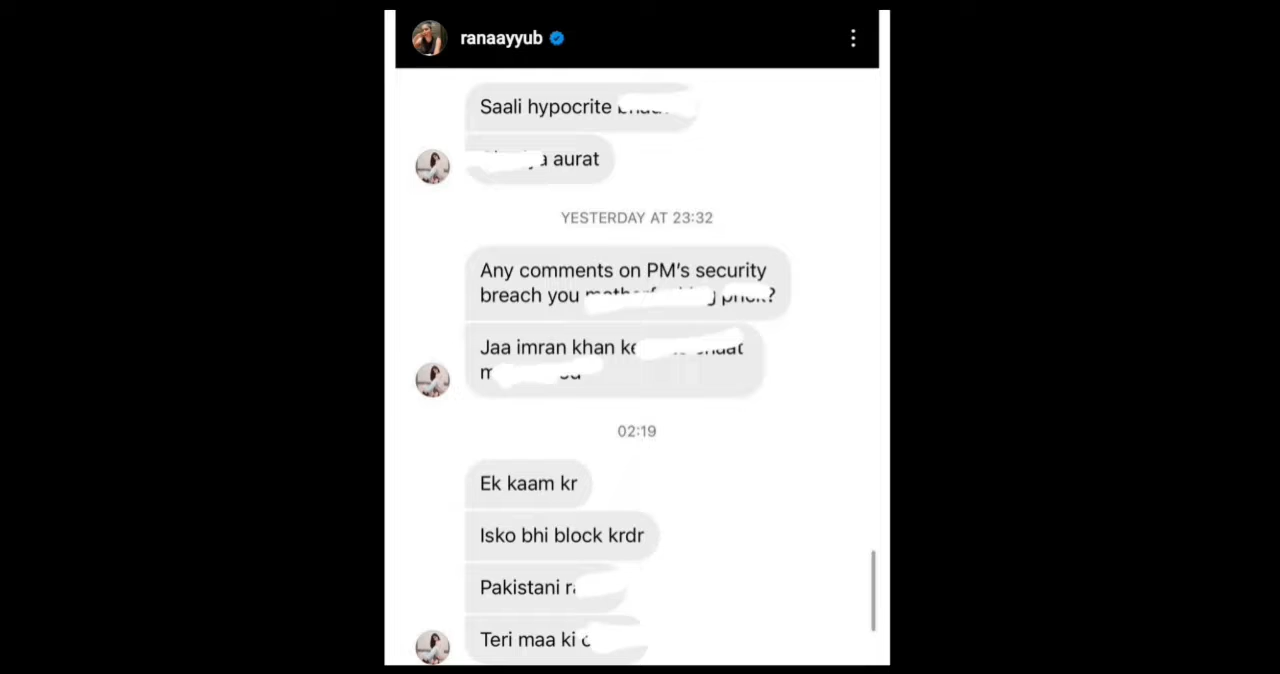 ranaayyub
Saali hypocrite
aurat
YESTERDAY AT 23:32
Any comments on PM's security
breach you
Jaa imran khan
02:19
Ek kaam kr
Isko bhi block krdr
Pakistani
Teri maa ki